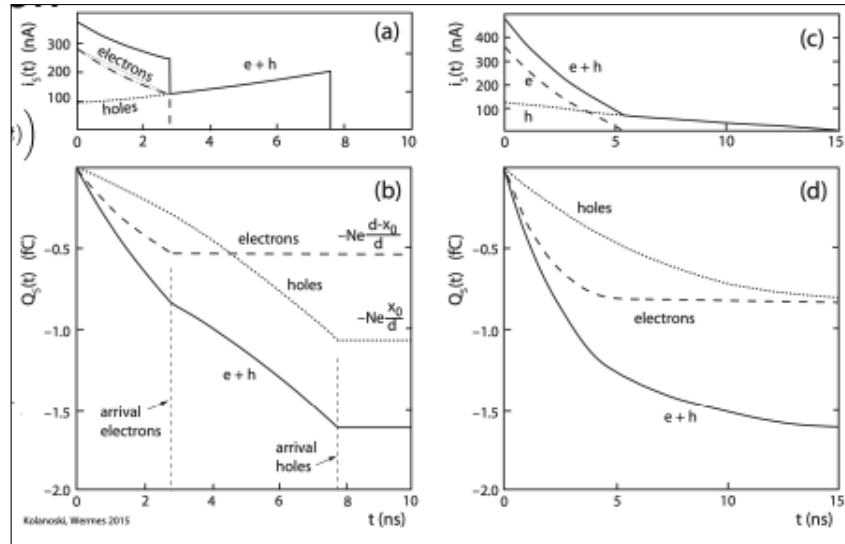 (a)
i_s(t) (nA)
300
200
100
electrons
e + h
holes
0
2
4
6
8
10
(c)
i_s(t) (nA)
400
300
200
100
e + h
e
h
0
5
10
15
t)
(b)
Q_s(t) (fC)
−0.5
−1.0
−1.5
−2.0
electrons
−Ne (d-x_0)/d
holes
−Ne x_0/d
e + h
arrival
electrons
arrival
holes
0
2
4
6
8
10
t (ns)
Kolanoski, Wermes 2015
(d)
Q_s(t) (fC)
−0.5
−1.0
−1.5
−2.0
holes
electrons
e + h
0
5
10
15
t (ns)